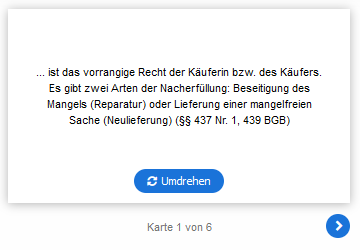 ... ist das vorrangige Recht der Käuferin bzw. des Käufers.
Es gibt zwei Arten der Nacherfüllung: Beseitigung des
Mangels (Reparatur) oder Lieferung einer mangelfreien
Sache (Neulieferung) (§§ 437 Nr. 1, 439 BGB)
Umdrehen
Karte 1 von 6